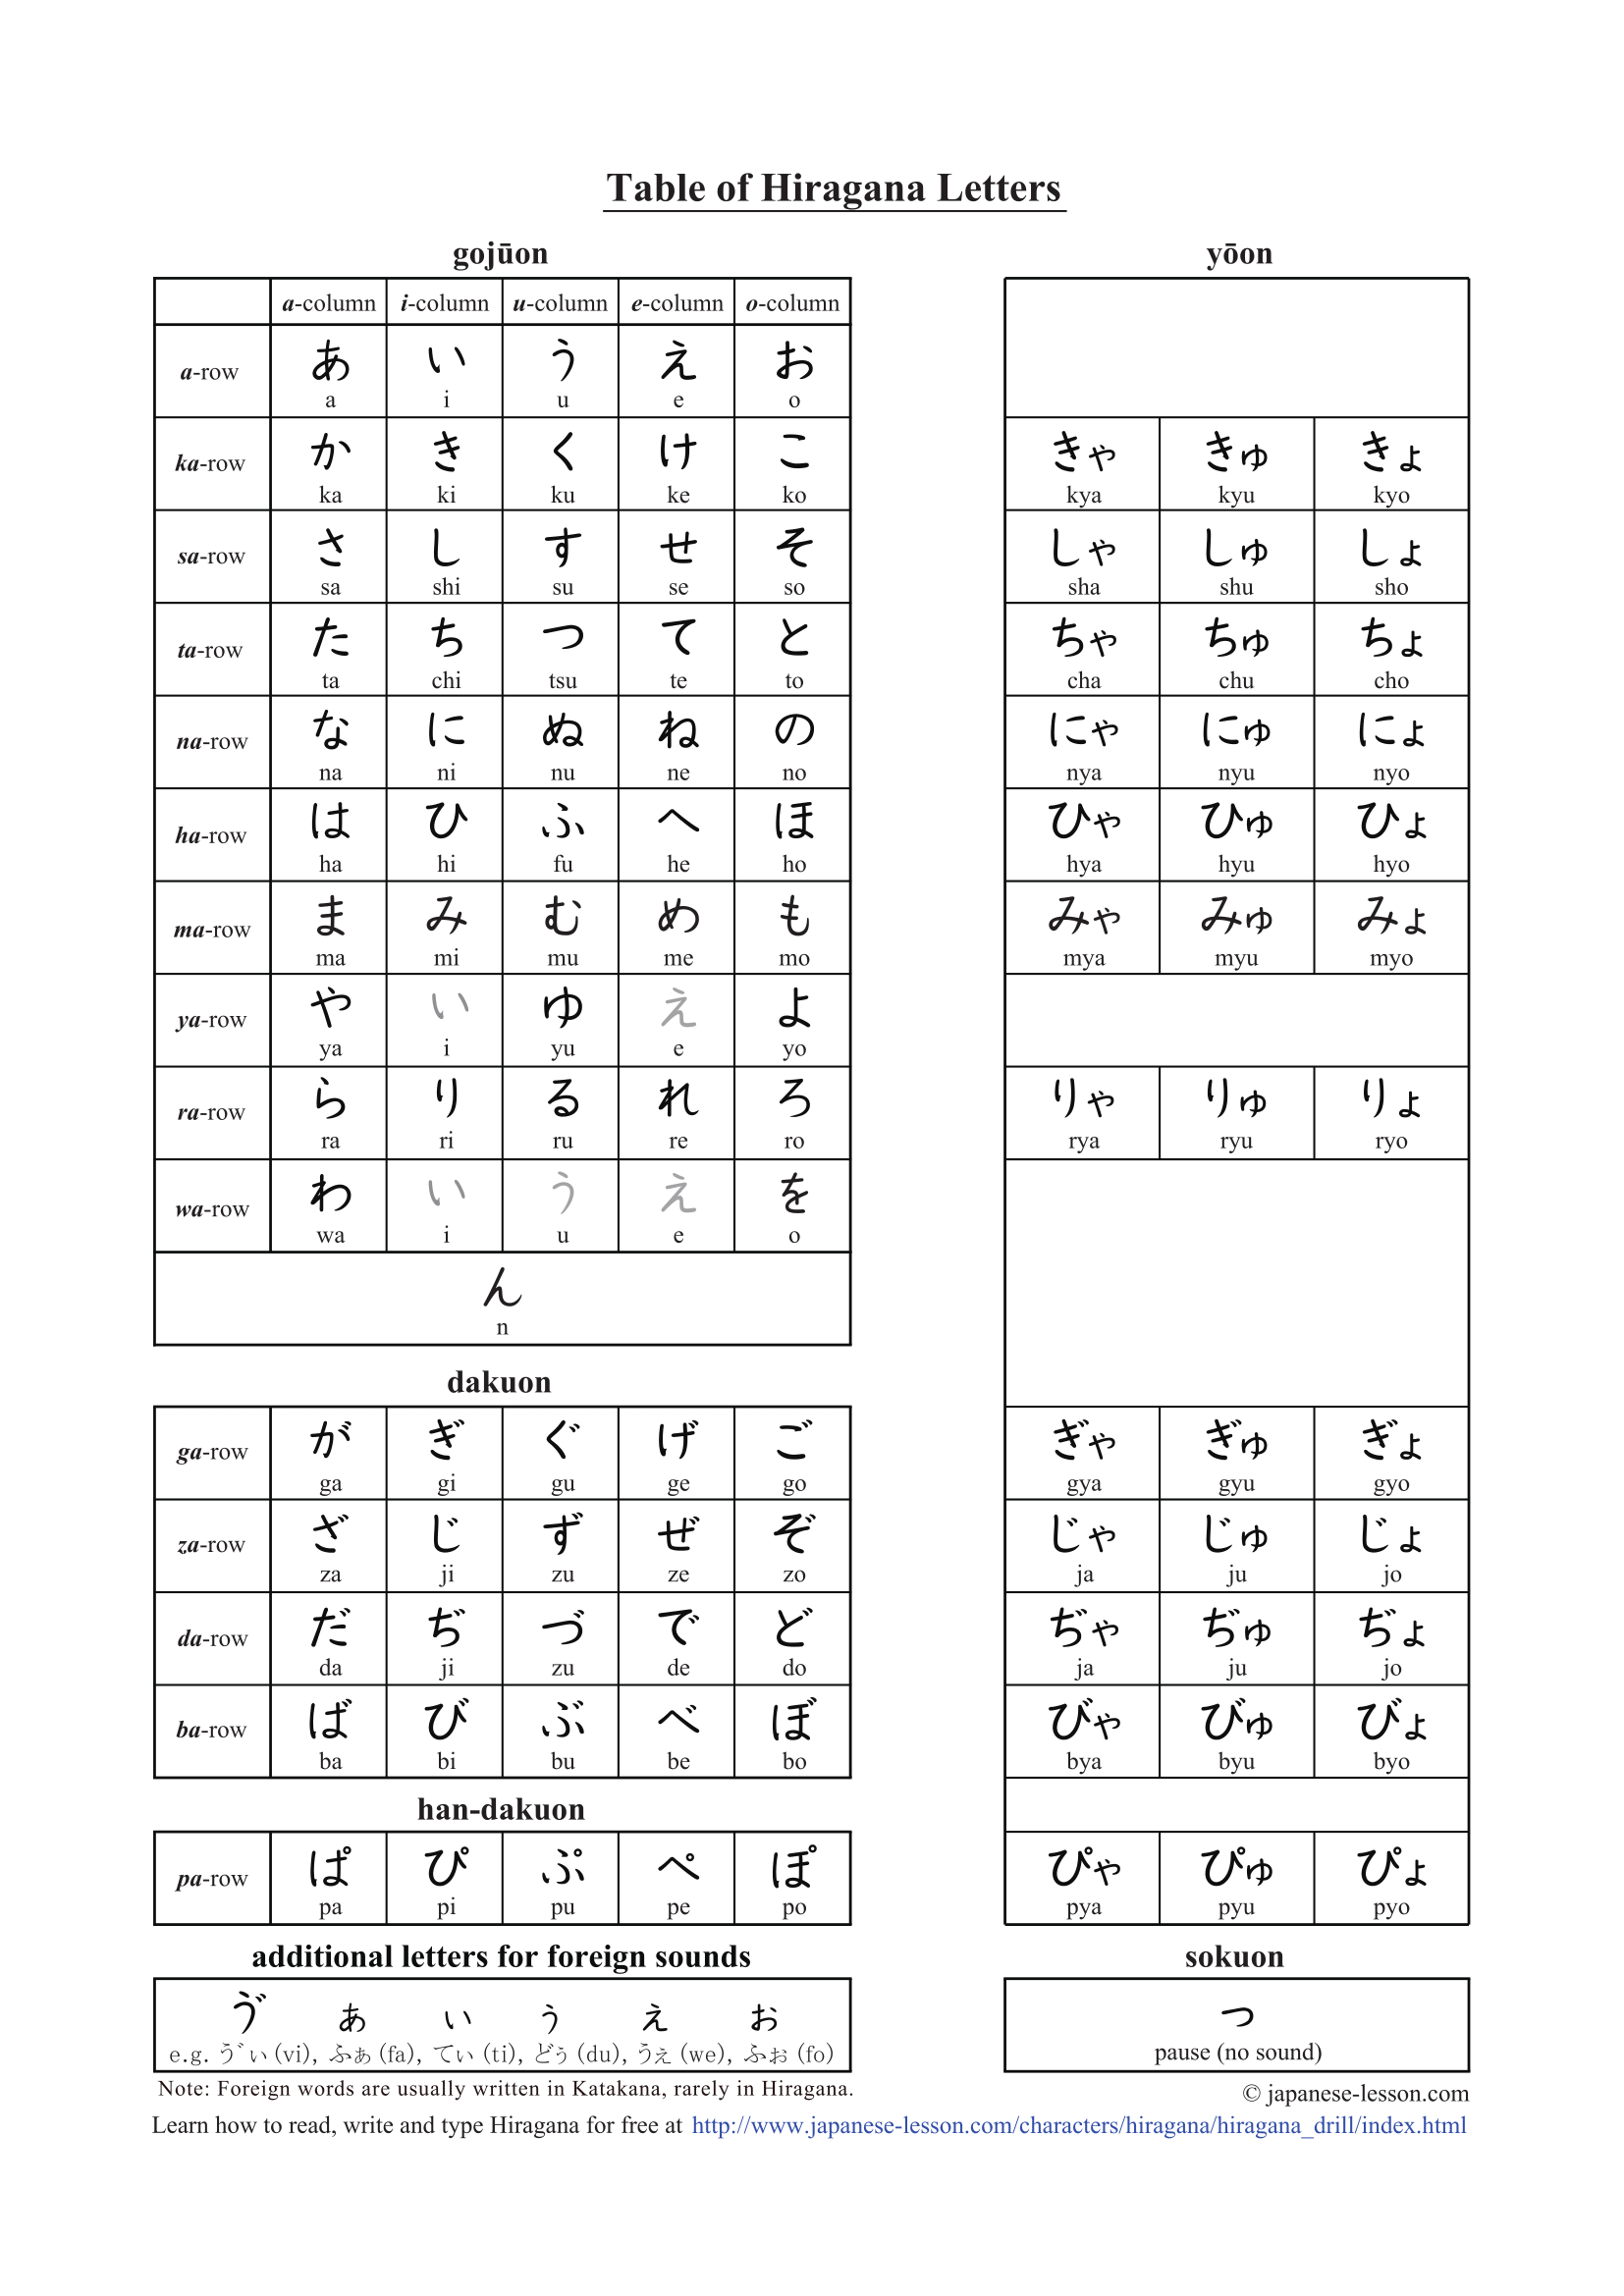 Table of Hiragana Letters
gojūon
a-column i-column u-column e-column o-column
a-row あ い う え お
a i u e o
ka-row か き く け こ
ka ki ku ke ko
sa-row さ し す せ そ
sa shi su se so
ta-row た ち つ て と
ta chi tsu te to
na-row な に ぬ ね の
na ni nu ne no
ha-row は ひ ふ へ ほ
ha hi fu he ho
ma-row ま み む め も
ma mi mu me mo
ya-row や い ゆ え よ
ya i yu e yo
ra-row ら り る れ ろ
ra ri ru re ro
wa-row わ い う え を
wa i u e o
ん
n
dakuon
ga-row が ぎ ぐ げ ご
ga gi gu ge go
za-row ざ じ ず ぜ ぞ
za ji zu ze zo
da-row だ ぢ づ で ど
da ji zu de do
ba-row ば び ぶ べ ぼ
ba bi bu be bo
han-dakuon
pa-row ぱ ぴ ぷ ぺ ぽ
pa pi pu pe po
additional letters for foreign sounds
ゔ ぁ ぃ ぅ ぇ ぉ
e.g. う゛ぃ (vi), ふぁ (fa), てぃ (ti), どぅ (du), うぇ (we), ふぉ (fo)
Note: Foreign words are usually written in Katakana, rarely in Hiragana.
yōon
きゃ きゅ きょ
kya kyu kyo
しゃ しゅ しょ
sha shu sho
ちゃ ちゅ ちょ
cha chu cho
にゃ にゅ にょ
nya nyu nyo
ひゃ ひゅ ひょ
hya hyu hyo
みゃ みゅ みょ
mya myu myo
りゃ りゅ りょ
rya ryu ryo
ぎゃ ぎゅ ぎょ
gya gyu gyo
じゃ じゅ じょ
ja ju jo
ぢゃ ぢゅ ぢょ
ja ju jo
びゃ びゅ びょ
bya byu byo
ぴゃ ぴゅ ぴょ
pya pyu pyo
sokuon
っ
pause (no sound)
© japanese-lesson.com
Learn how to read, write and type Hiragana for free at http://www.japanese-lesson.com/characters/hiragana/hiragana_drill/index.html